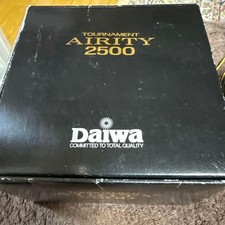 TOURNAMENT
AIRITY
2500
Daiwa
COMMITTED TO TOTAL QUALITY